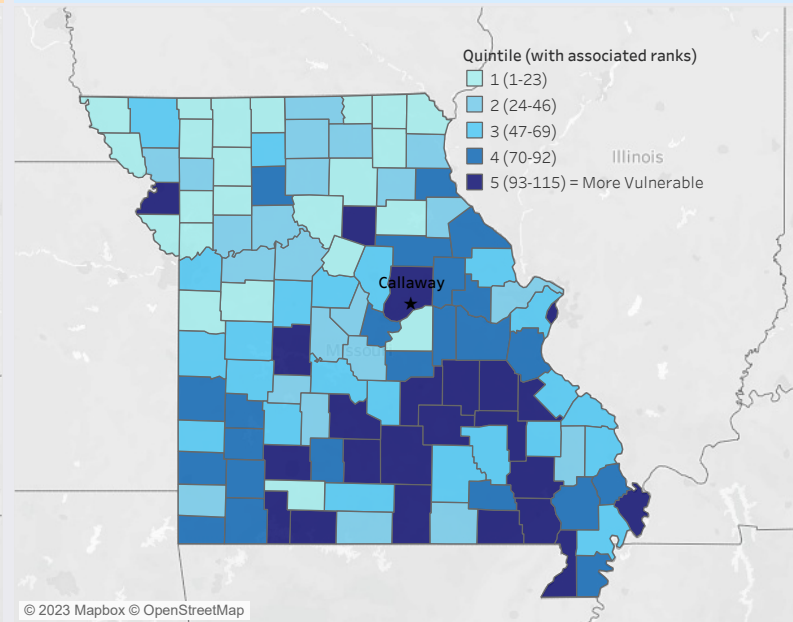 Quintile (with associated ranks)
1 (1-23)
2 (24-46)
3 (47-69)
4 (70-92)
5 (93-115) = More Vulnerable
Illinois
Callaway
Missouri
© 2023 Mapbox © OpenStreetMap